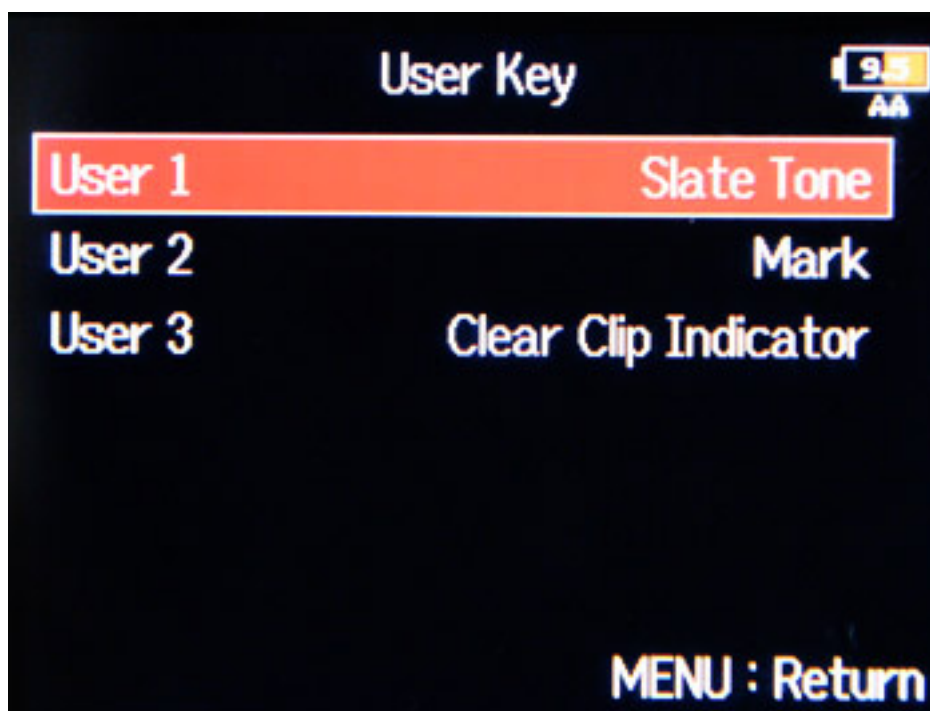 User Key
9.5
AA
User 1 Slate Tone
User 2 Mark
User 3 Clear Clip Indicator
MENU : Return